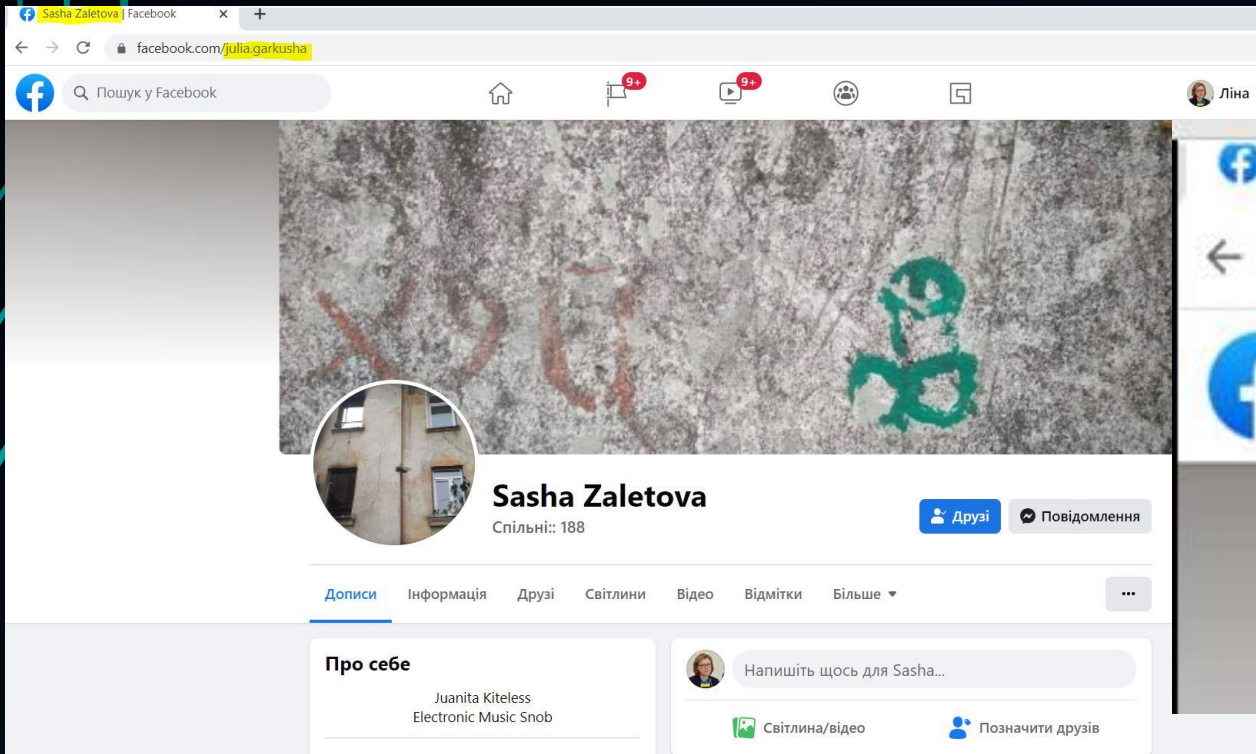 Sasha Zaletova | Facebook
facebook.com/julia.garkusha
Пошук у Facebook
9+
9+
Ліна
хуй
Sasha Zaletova
Спільні:: 188
Друзі
Повідомлення
Дописи Інформація Друзі Світлини Відео Відмітки Більше
Про себе
Juanita Kiteless
Electronic Music Snob
Напишіть щось для Sasha...
Світлина/відео
Позначити друзів